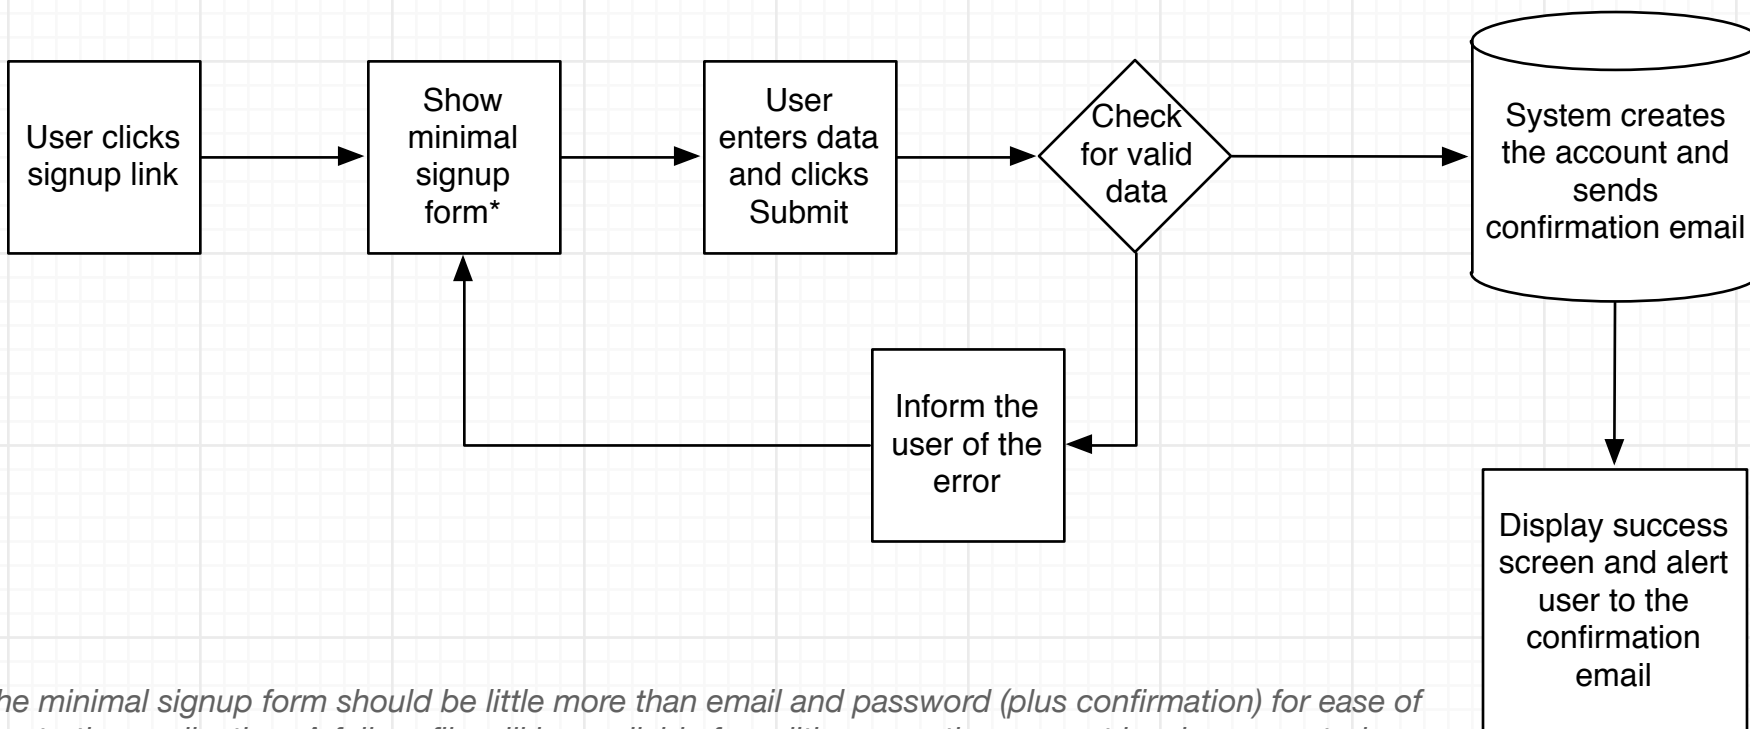 User clicks
signup link
Show
minimal
signup
form*
User
enters data
and clicks
Submit
Check
for valid
data
System creates
the account and
sends
confirmation email
Inform the
user of the
error
Display success
screen and alert
user to the
confirmation
email
minimal signup form should be little more than email and password (plus confirmation) for ease of